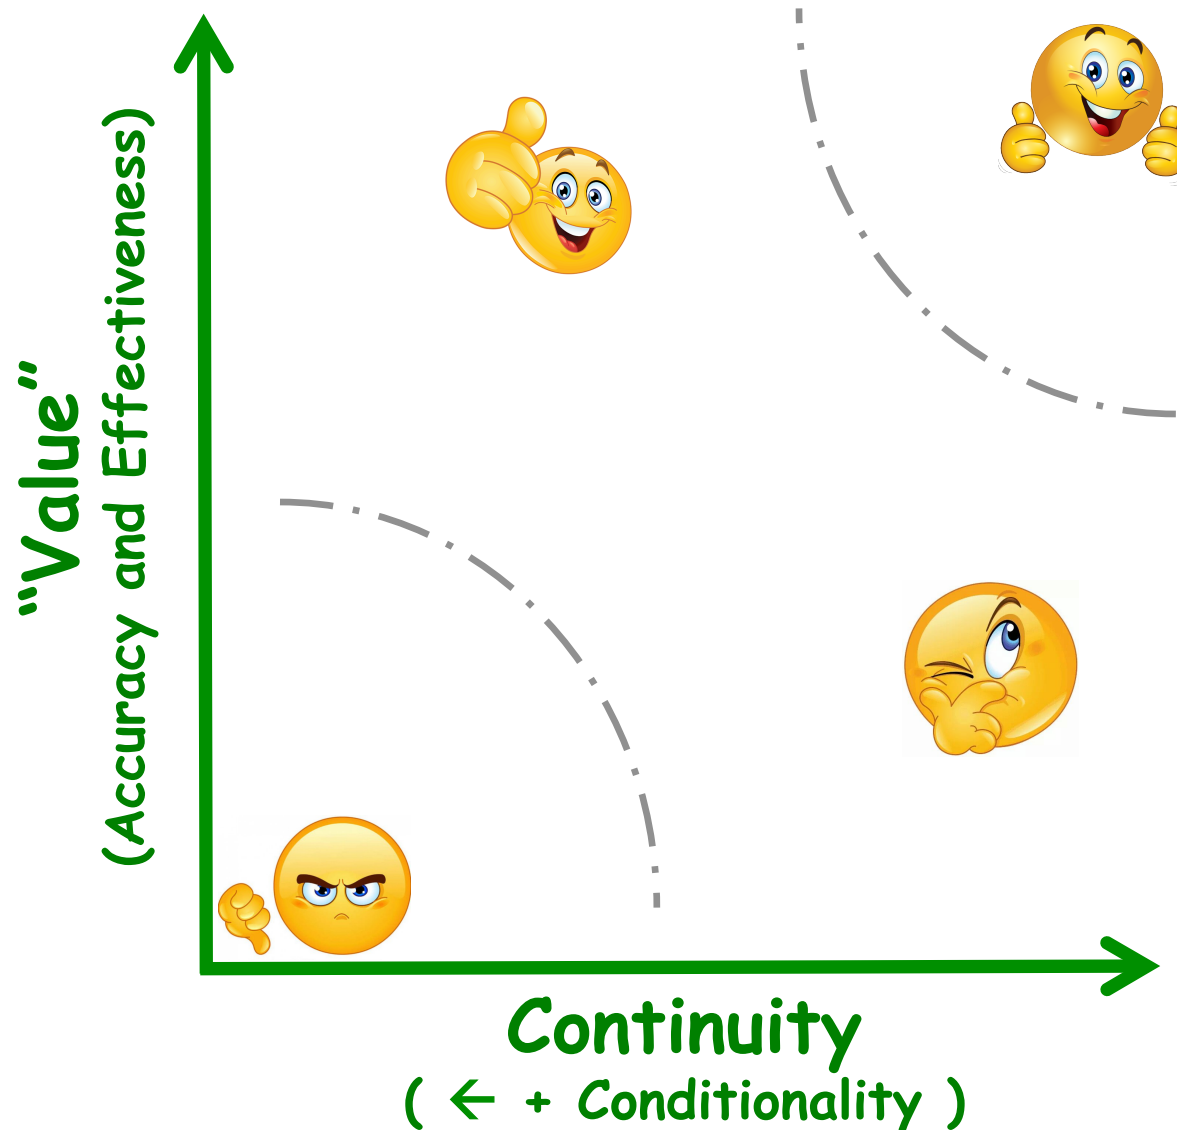 “Value”
(Accuracy and Effectiveness)
Continuity
( ← + Conditionality )